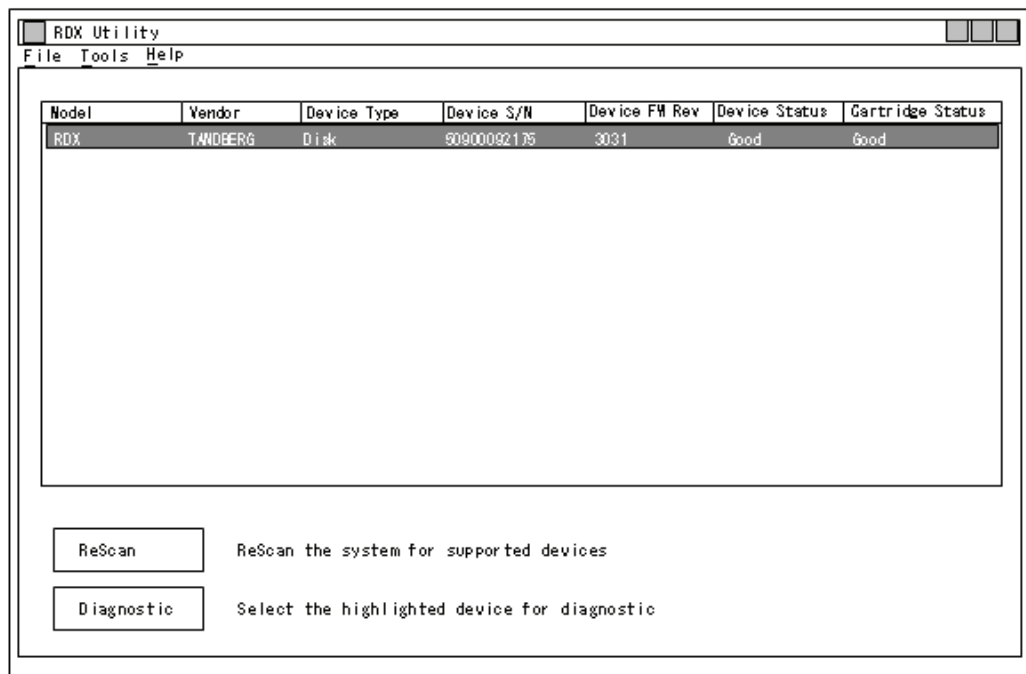 RDX Utility
File Tools Help
Model Vendor Device Type Device S/N Device FW Rev Device Status Cartridge Status
RDX TANDBERG Disk 50900092175 3031 Good Good
ReScan ReScan the system for supported devices
Diagnostic Select the highlighted device for diagnostic